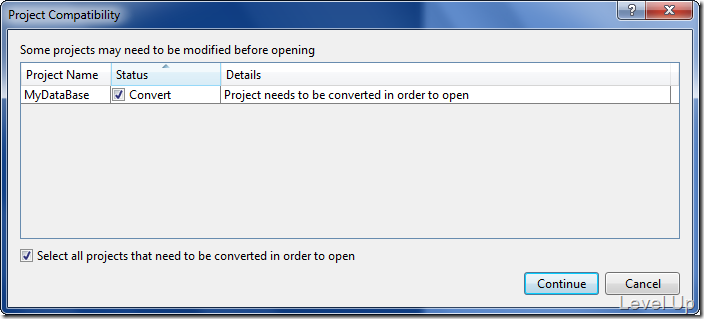 Project Compatibility
Some projects may need to be modified before opening
Project Name Status Details
MyDataBase Convert Project needs to be converted in order to open
Select all projects that need to be converted in order to open
Continue Cancel
Level Up